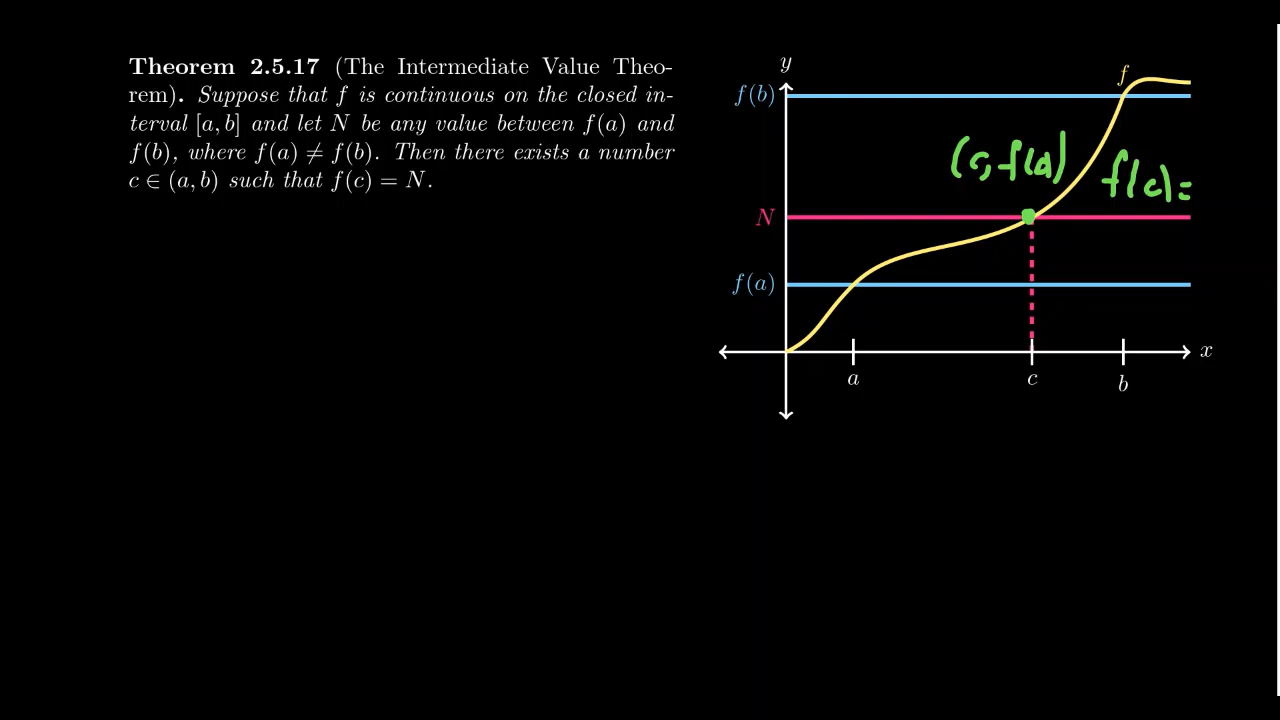 Theorem 2.5.17 (The Intermediate Value Theo-
rem). Suppose that f is continuous on the closed in-
terval [a, b] and let N be any value between f(a) and
f(b), where f(a) ≠ f(b). Then there exists a number
c ∈ (a, b) such that f(c) = N.
y
f
f(b)
(c, f(c))
f(c)=
N
f(a)
x
a
c
b